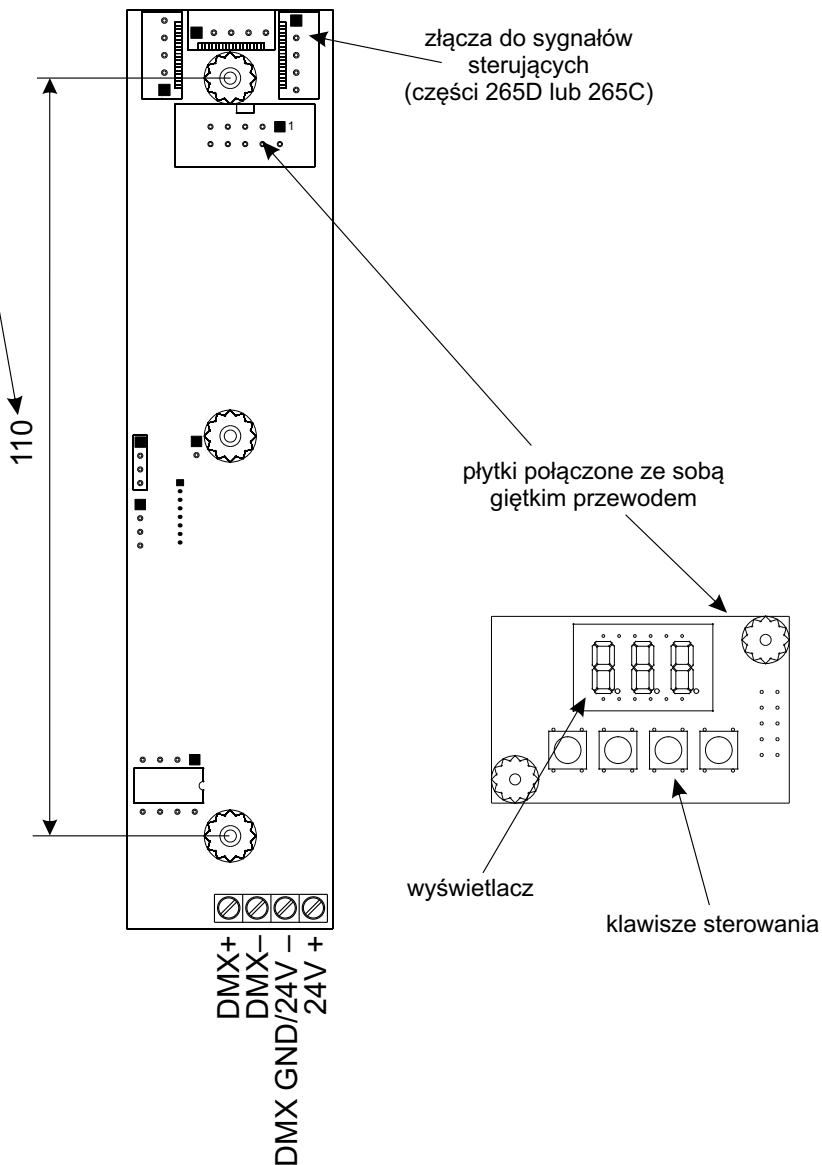 złącza do sygnałów
sterujących
(części 265D lub 265C)
1
110
płytki połączone ze sobą
giętkim przewodem
wyświetlacz
klawisze sterowania
DMX+
DMX–
DMX GND/24V –
24V +